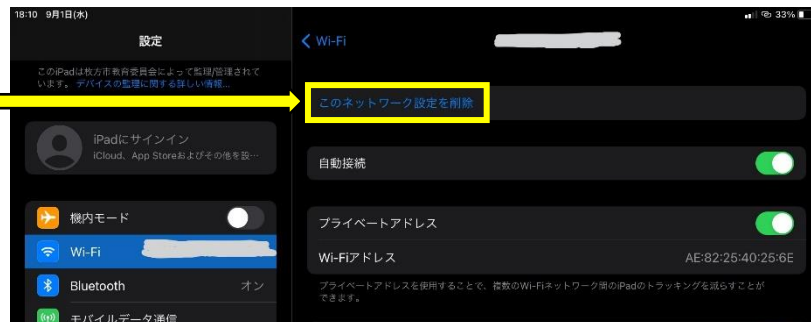 18:10 9月1日(水)
33%
設定
Wi-Fi
このiPadは枚方市教育委員会によって監理/管理されて
います。デバイスの監理に関する詳しい情報...
このネットワーク設定を削除
iPadにサインイン
iCloud、App Storeおよびその他を設…
自動接続
機内モード
プライベートアドレス
Wi-Fi
Wi-Fiアドレス
AE:82:25:40:25:6E
Bluetooth
オン
プライベートアドレスを使用することで、複数のWi-Fiネットワーク間のiPadのトラッキングを減らすことが
できます。
モバイルデータ通信